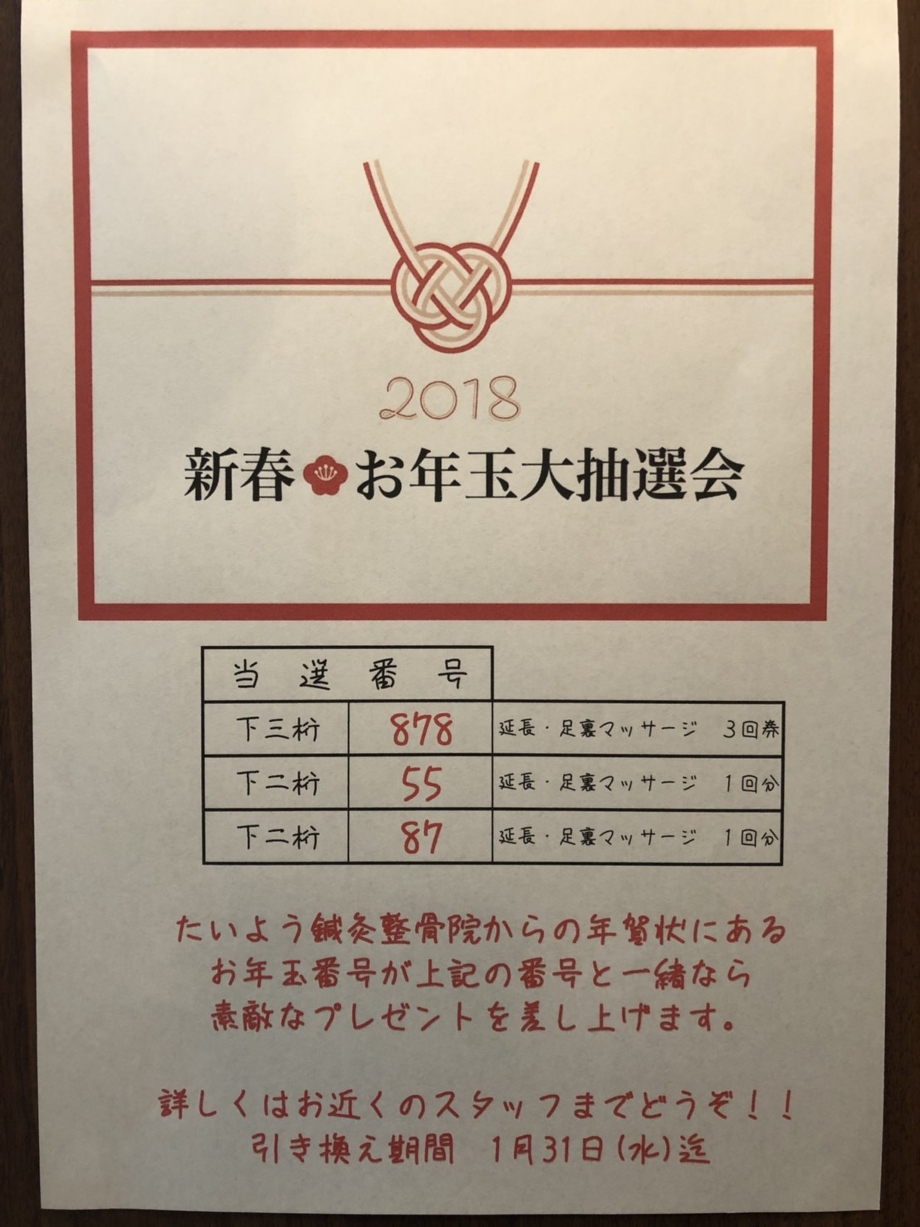 2018
新春お年玉大抽選会
当選番号
下三桁 878 延長・足裏マッサージ 3回券
下二桁 55 延長・足裏マッサージ 1回分
下二桁 87 延長・足裏マッサージ 1回分
たいよう鍼灸整骨院からの年賀状にある
お年玉番号が上記の番号と一緒なら
素敵なプレゼントを差し上げます。
詳しくはお近くのスタッフまでどうぞ!!
引き換え期間 1月31日(水)迄